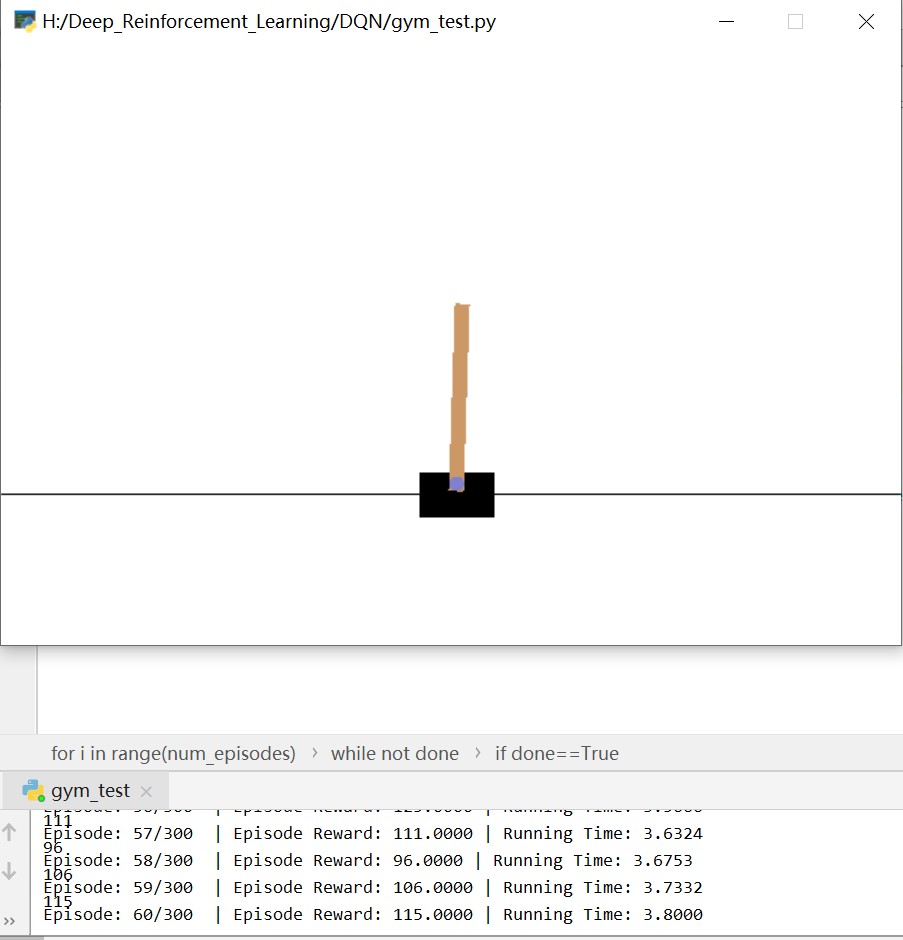 H:/Deep_Reinforcement_Learning/DQN/gym_test.py
for i in range(num_episodes) › while not done › if done==True
gym_test
111
Episode: 57/300 | Episode Reward: 111.0000 | Running Time: 3.6324
96
Episode: 58/300 | Episode Reward: 96.0000 | Running Time: 3.6753
106
Episode: 59/300 | Episode Reward: 106.0000 | Running Time: 3.7332
115
Episode: 60/300 | Episode Reward: 115.0000 | Running Time: 3.8000